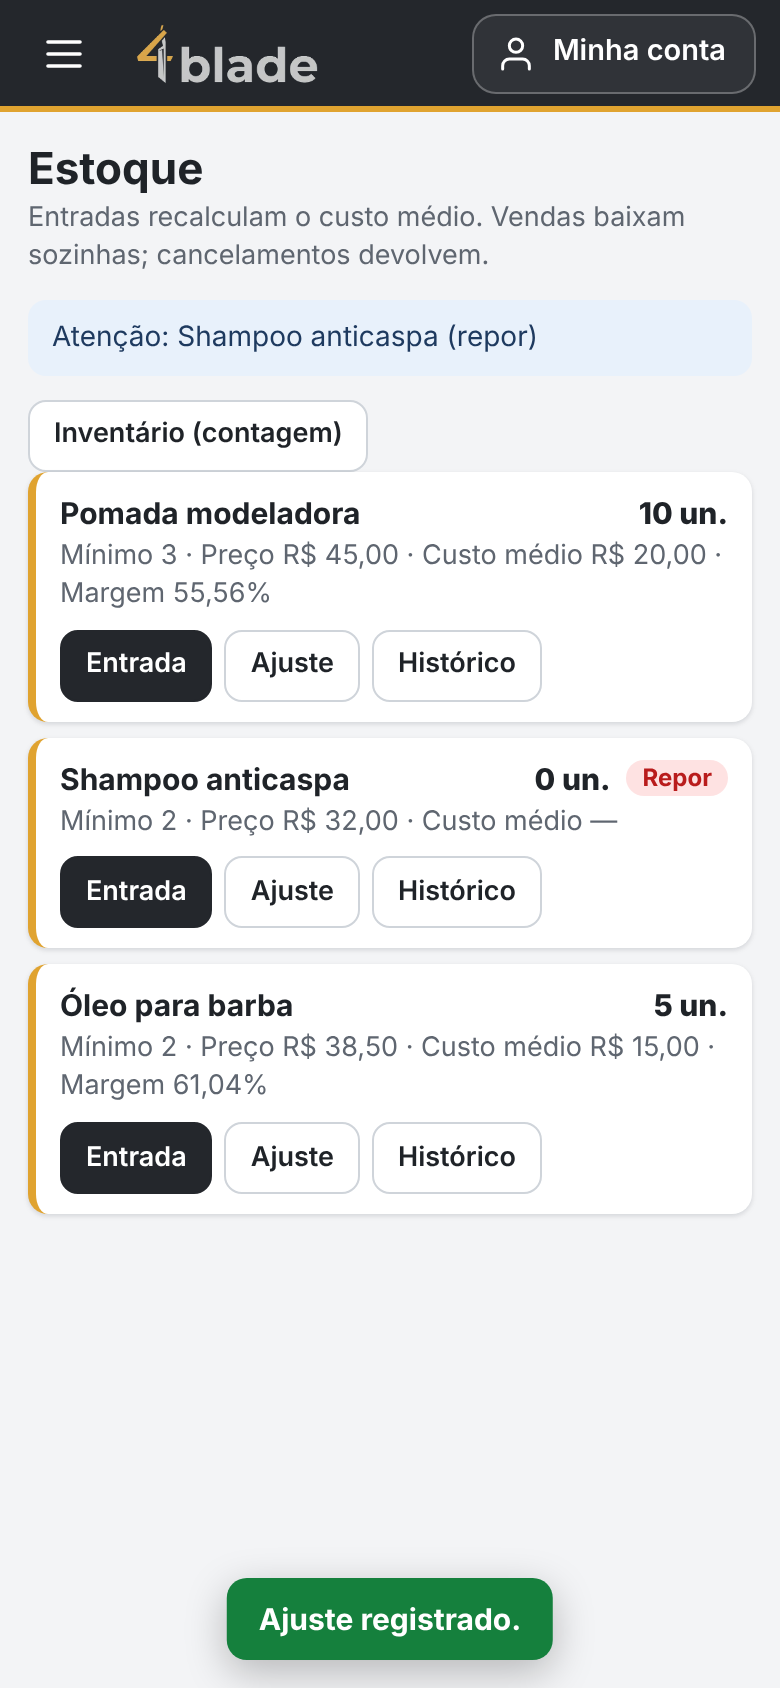 4blade
Minha conta
Estoque
Entradas recalculam o custo médio. Vendas baixam
sozinhas; cancelamentos devolvem.
Atenção: Shampoo anticaspa (repor)
Inventário (contagem)
Pomada modeladora 10 un.
Mínimo 3 · Preço R$ 45,00 · Custo médio R$ 20,00 ·
Margem 55,56%
Entrada Ajuste Histórico
Shampoo anticaspa 0 un. Repor
Mínimo 2 · Preço R$ 32,00 · Custo médio —
Entrada Ajuste Histórico
Óleo para barba 5 un.
Mínimo 2 · Preço R$ 38,50 · Custo médio R$ 15,00 ·
Margem 61,04%
Entrada Ajuste Histórico
Ajuste registrado.